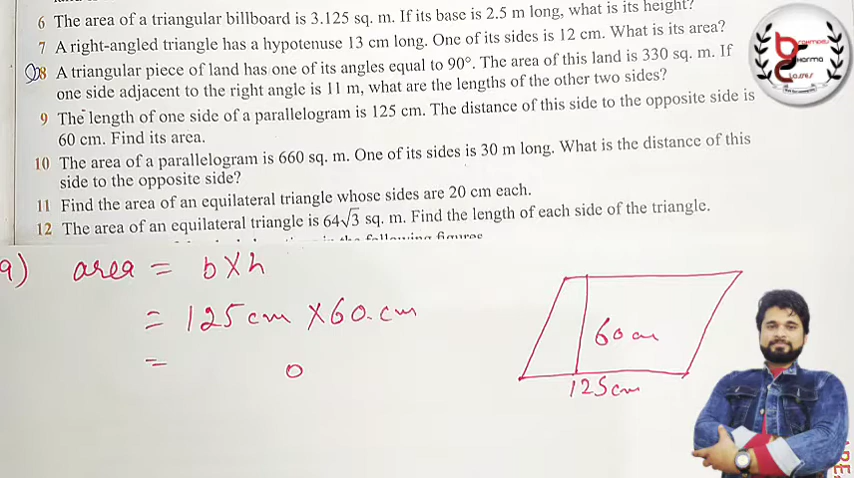 6 The area of a triangular billboard is 3.125 sq. m. If its base is 2.5 m long, what is its height?
7 A right-angled triangle has a hypotenuse 13 cm long. One of its sides is 12 cm. What is its area?
8 A triangular piece of land has one of its angles equal to 90°. The area of this land is 330 sq. m. If
one side adjacent to the right angle is 11 m, what are the lengths of the other two sides?
9 The length of one side of a parallelogram is 125 cm. The distance of this side to the opposite side is
60 cm. Find its area.
10 The area of a parallelogram is 660 sq. m. One of its sides is 30 m long. What is the distance of this
side to the opposite side?
11 Find the area of an equilateral triangle whose sides are 20 cm each.
12 The area of an equilateral triangle is 64√3 sq. m. Find the length of each side of the triangle.
in the following figures
9) area = b×h
= 125 cm × 60 cm
= 0
60 cm
125 cm
Classes